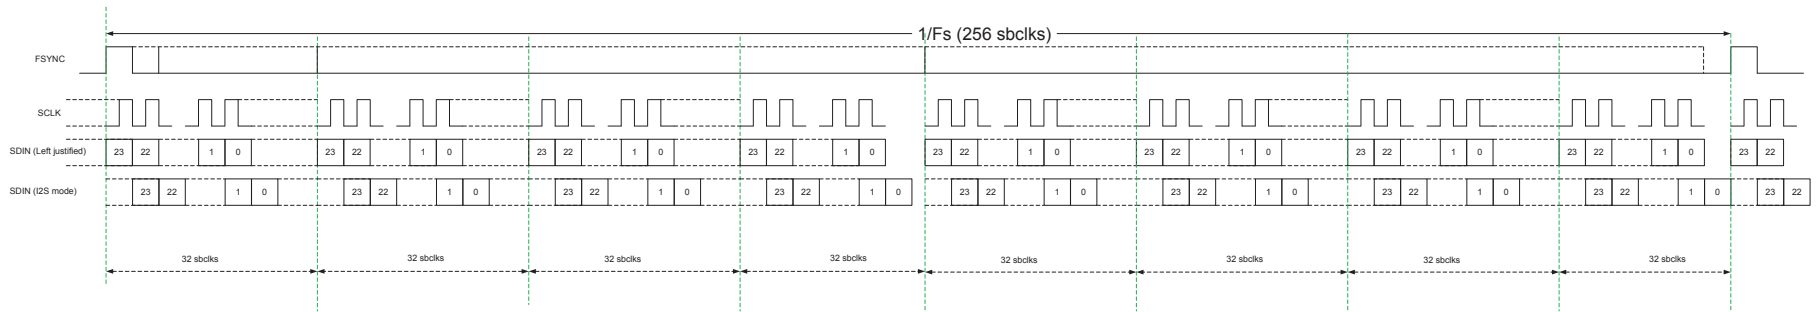 1/Fs (256 sbclks)
FSYNC
SCLK
SDIN (Left justified) 23 22 1 0 23 22 1 0 23 22 1 0 23 22 1 0 23 22 1 0 23 22 1 0 23 22 1 0 23 22 1 0 23 22
SDIN (I2S mode) 23 22 1 0 23 22 1 0 23 22 1 0 23 22 1 0 23 22 1 0 23 22 1 0 23 22 1 0 23 22 1 0 23 22
32 sbclks 32 sbclks 32 sbclks 32 sbclks 32 sbclks 32 sbclks 32 sbclks 32 sbclks